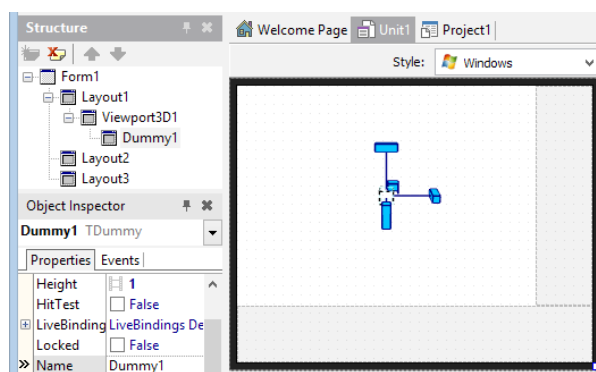 Structure
Welcome Page Unit1 Project1
Style: Windows
Form1
Layout1
Viewport3D1
Dummy1
Layout2
Layout3
Object Inspector
Dummy1 TDummy
Properties Events
Height 1
HitTest False
LiveBinding LiveBindings De
Locked False
Name Dummy1